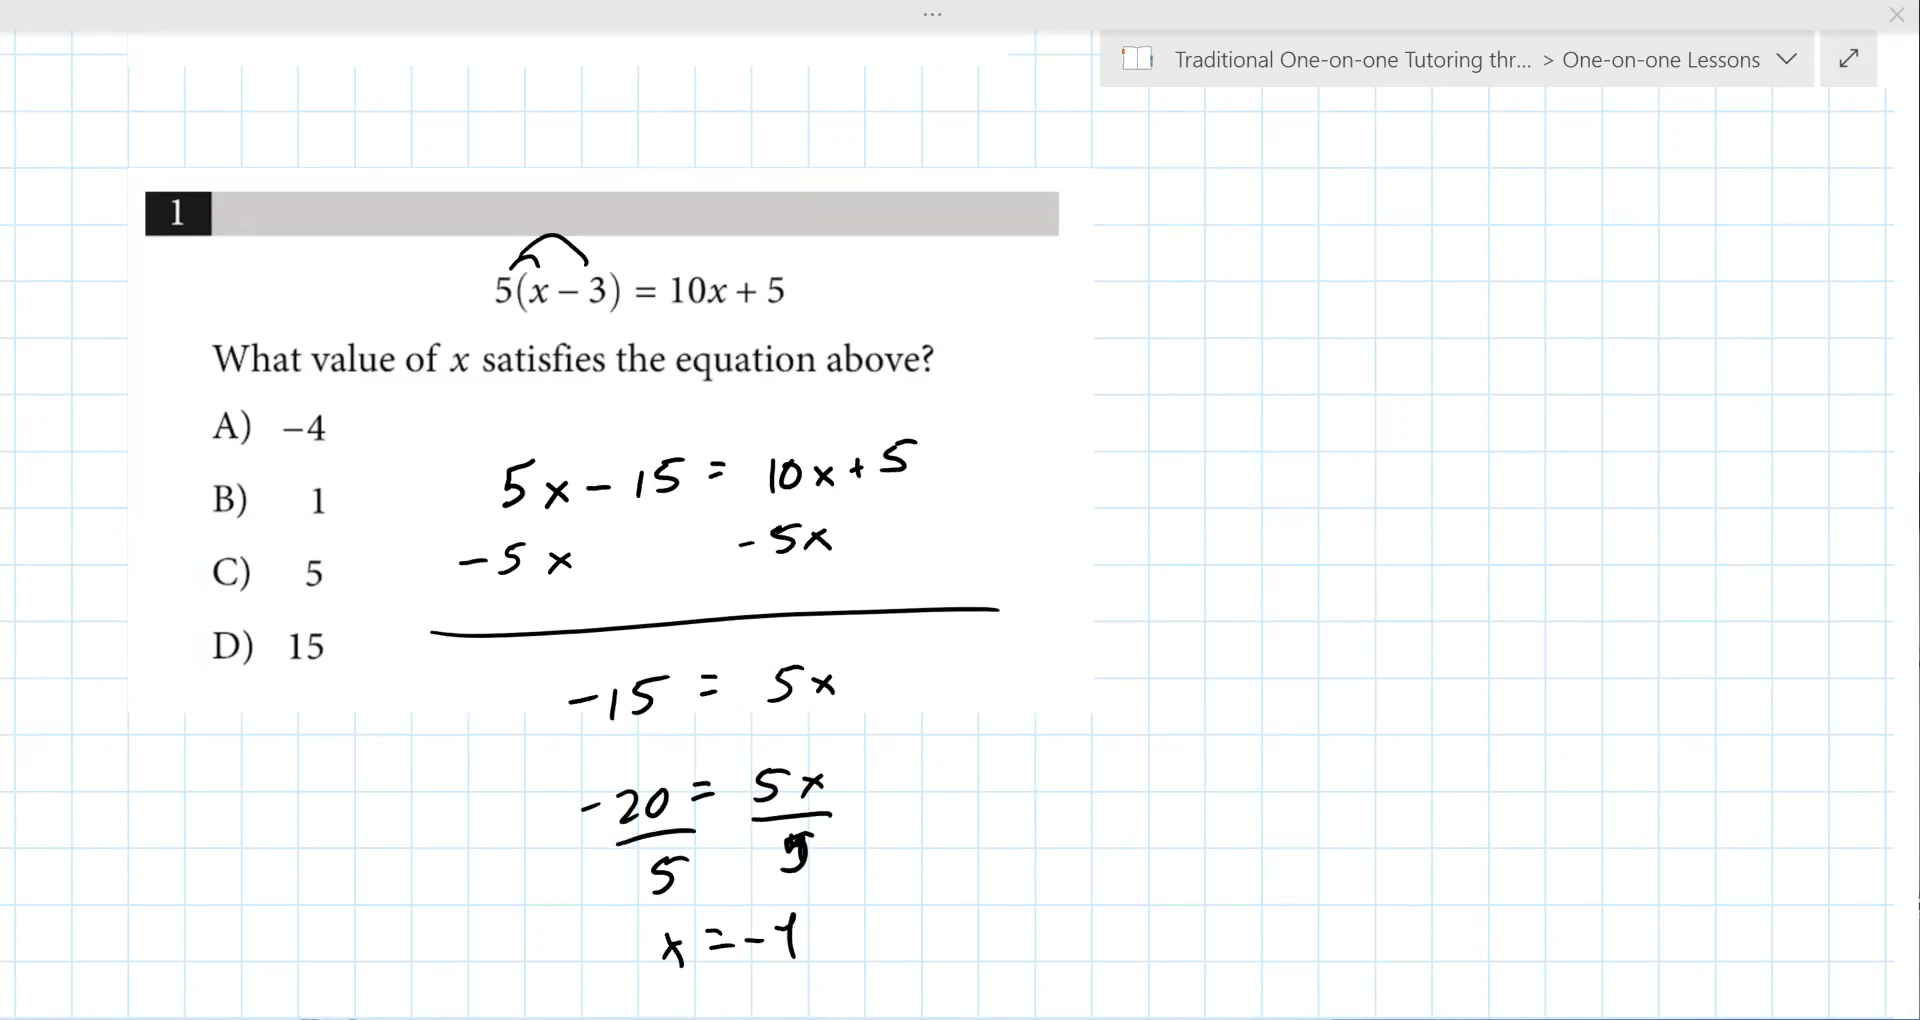 ...
Traditional One-on-one Tutoring thr... > One-on-one Lessons
1
5(x − 3) = 10x + 5
What value of x satisfies the equation above?
A) −4
B) 1
C) 5
D) 15
5x - 15 = 10x + 5
-5x -5x
-15 = 5x
-20 = 5x
5 5
x = -4